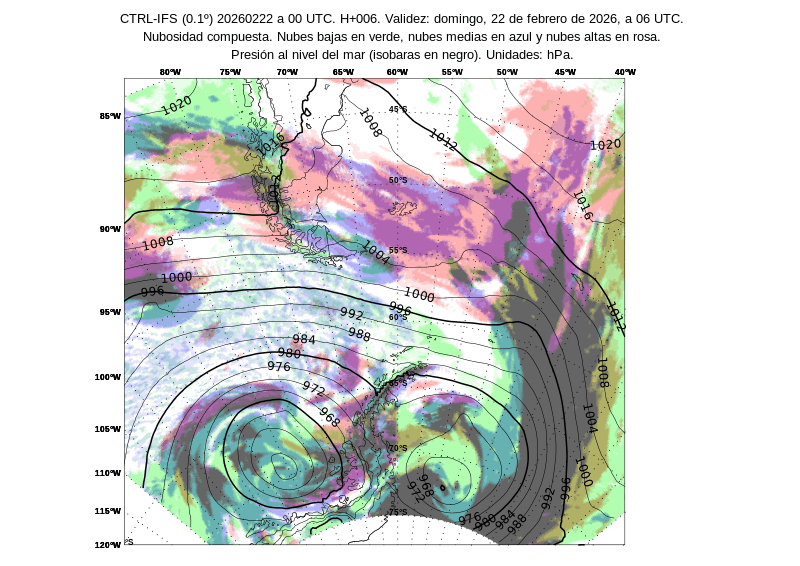 CTRL-IFS (0.1º) 20260222 a 00 UTC. H+006. Validez: domingo, 22 de febrero de 2026, a 06 UTC.
Nubosidad compuesta. Nubes bajas en verde, nubes medias en azul y nubes altas en rosa.
Presión al nivel del mar (isobaras en negro). Unidades: hPa.
80°W 75°W 70°W 65°W 60°W 55°W 50°W 45°W 40°W
1020
45°S
85°W
1008
1012
1016
1020
50°S
1012
1016
90°W
1008
1004
55°S
1000
996
1000
996
95°W
992
60°S
1012
988
984
980
976
1008
100°W
972
65°S
968
1004
105°W
70°S
110°W
968
972
1000
996
992
115°W
75°S
976
980
984
988
120°W
°S